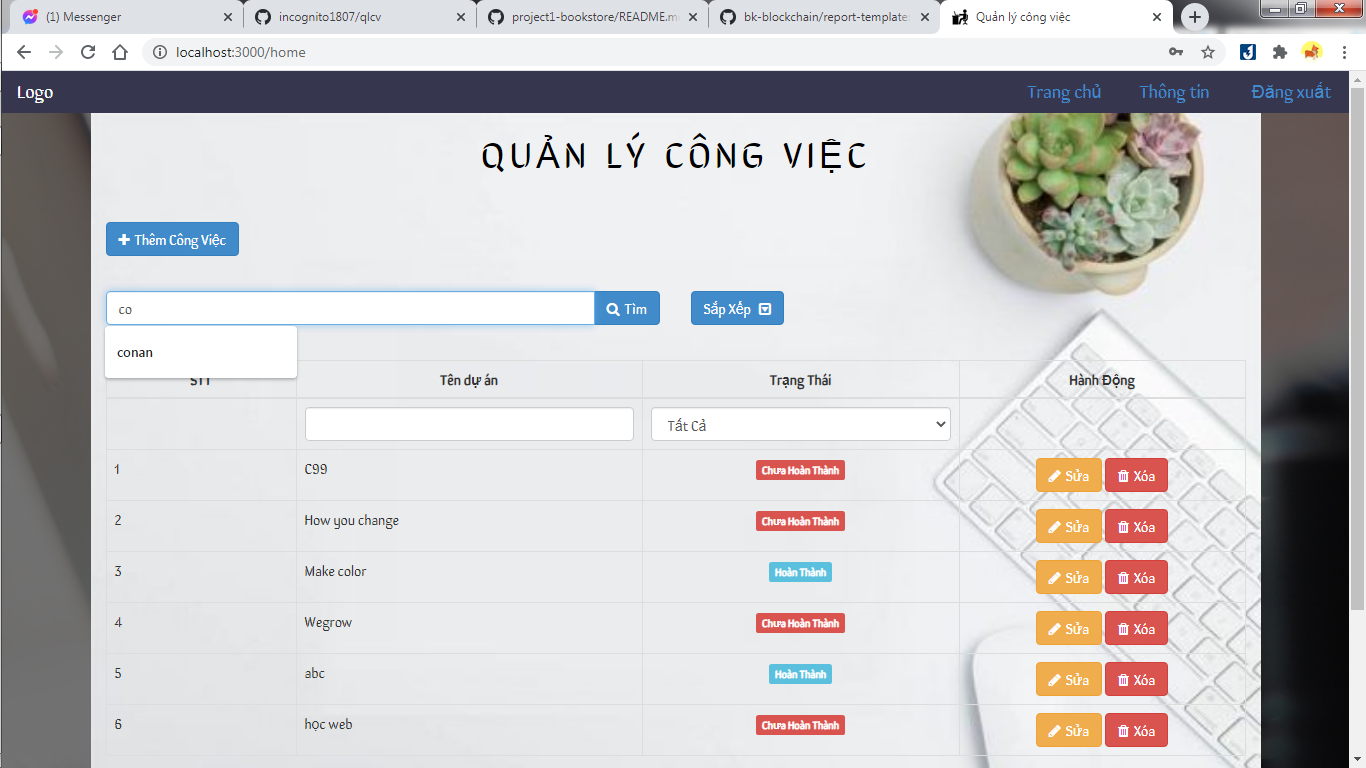 (1) Messenger
incognito1807/qlcv
project1-bookstore/README.m
bk-blockchain/report-template
Quản lý công việc
localhost:3000/home
Logo
Trang chủ
Thông tin
Đăng xuất
QUẢN LÝ CÔNG VIỆC
Thêm Công Việc
co
Tìm
Sắp Xếp
conan
STT
Tên dự án
Trạng Thái
Hành Động
Tất Cả
1 C99 Chưa Hoàn Thành Sửa Xóa
2 How you change Chưa Hoàn Thành Sửa Xóa
3 Make color Hoàn Thành Sửa Xóa
4 Wegrow Chưa Hoàn Thành Sửa Xóa
5 abc Hoàn Thành Sửa Xóa
6 học web Chưa Hoàn Thành Sửa Xóa